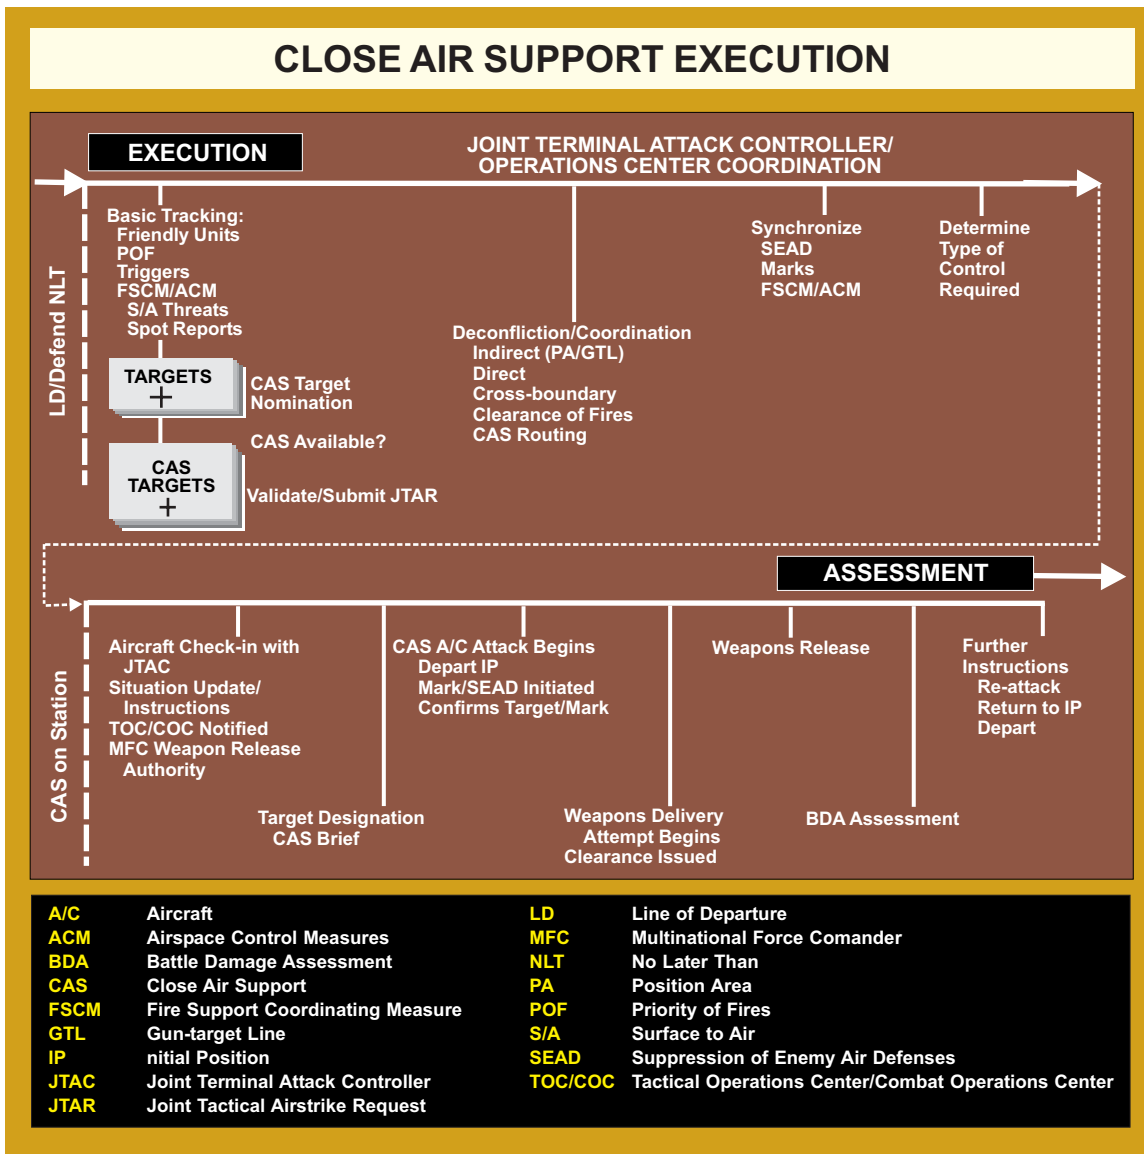 CLOSE AIR SUPPORT EXECUTION
EXECUTION
JOINT TERMINAL ATTACK CONTROLLER/
OPERATIONS CENTER COORDINATION
LD/Defend NLT
Basic Tracking:
Friendly Units
POF
Triggers
FSCM/ACM
S/A Threats
Spot Reports
TARGETS
+
CAS Target
Nomination
CAS Available?
CAS
TARGETS
+
Validate/Submit JTAR
Deconfliction/Coordination
Indirect (PA/GTL)
Direct
Cross-boundary
Clearance of Fires
CAS Routing
Synchronize
SEAD
Marks
FSCM/ACM
Determine
Type of
Control
Required
ASSESSMENT
CAS on Station
Aircraft Check-in with
JTAC
Situation Update/
Instructions
TOC/COC Notified
MFC Weapon Release
Authority
Target Designation
CAS Brief
CAS A/C Attack Begins
Depart IP
Mark/SEAD Initiated
Confirms Target/Mark
Weapons Delivery
Attempt Begins
Clearance Issued
Weapons Release
BDA Assessment
Further
Instructions
Re-attack
Return to IP
Depart
A/C Aircraft
ACM Airspace Control Measures
BDA Battle Damage Assessment
CAS Close Air Support
FSCM Fire Support Coordinating Measure
GTL Gun-target Line
IP nitial Position
JTAC Joint Terminal Attack Controller
JTAR Joint Tactical Airstrike Request
LD Line of Departure
MFC Multinational Force Comander
NLT No Later Than
PA Position Area
POF Priority of Fires
S/A Surface to Air
SEAD Suppression of Enemy Air Defenses
TOC/COC Tactical Operations Center/Combat Operations Center